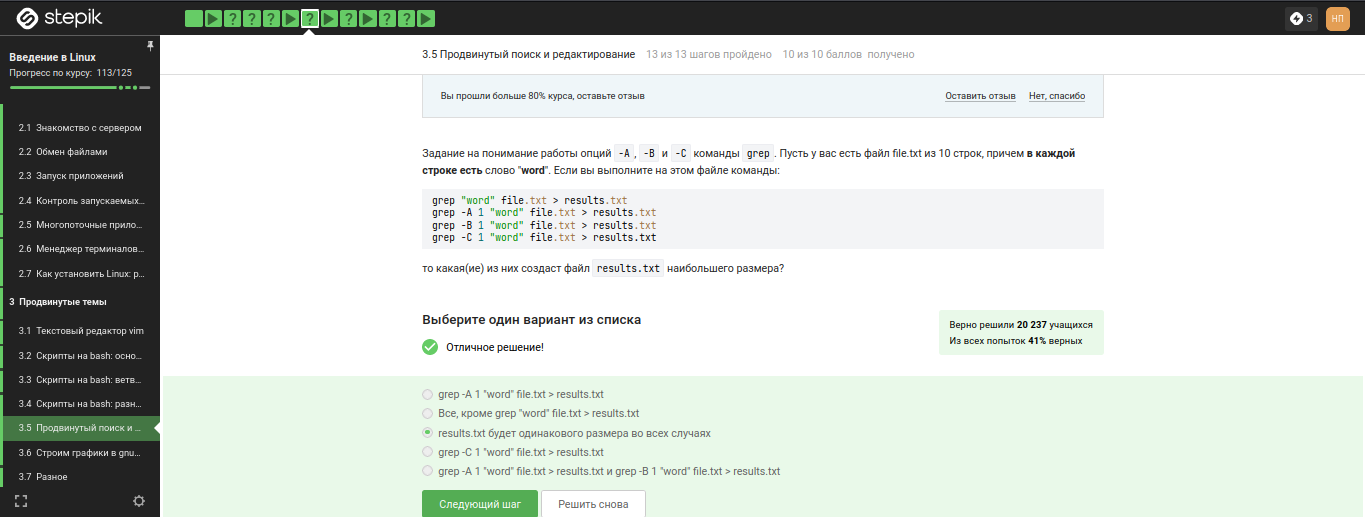 stepik
3
НП
Введение в Linux
Прогресс по курсу: 113/125
2.1 Знакомство с сервером
2.2 Обмен файлами
2.3 Запуск приложений
2.4 Контроль запускаемых...
2.5 Многопоточные прило...
2.6 Менеджер терминалов...
2.7 Как установить Linux: р...
3 Продвинутые темы
3.1 Текстовый редактор vim
3.2 Скрипты на bash: осно...
3.3 Скрипты на bash: ветв...
3.4 Скрипты на bash: разн...
3.5 Продвинутый поиск и ...
3.6 Строим графики в gnu...
3.7 Разное
3.5 Продвинутый поиск и редактирование 13 из 13 шагов пройдено 10 из 10 баллов получено
Вы прошли больше 80% курса, оставьте отзыв Оставить отзыв Нет, спасибо
Задание на понимание работы опций -A, -B и -C команды grep. Пусть у вас есть файл file.txt из 10 строк, причем в каждой
строке есть слово "word". Если вы выполните на этом файле команды:
grep "word" file.txt > results.txt
grep -A 1 "word" file.txt > results.txt
grep -B 1 "word" file.txt > results.txt
grep -C 1 "word" file.txt > results.txt
то какая(ие) из них создаст файл results.txt наибольшего размера?
Выберите один вариант из списка
Отличное решение!
Верно решили 20 237 учащихся
Из всех попыток 41% верных
grep -A 1 "word" file.txt > results.txt
Все, кроме grep "word" file.txt > results.txt
results.txt будет одинакового размера во всех случаях
grep -C 1 "word" file.txt > results.txt
grep -A 1 "word" file.txt > results.txt и grep -B 1 "word" file.txt > results.txt
Следующий шаг
Решить снова